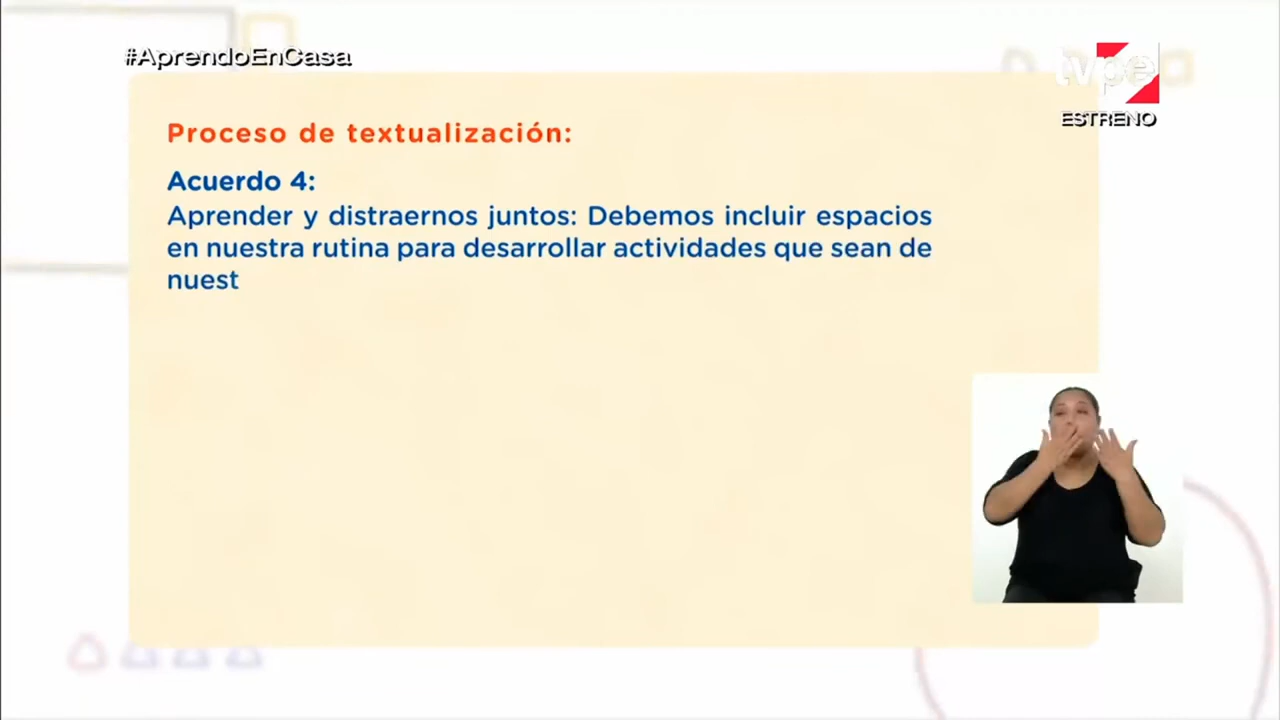 #AprendoEnCasa
tvpe
ESTRENO
Proceso de textualización:
Acuerdo 4:
Aprender y distraernos juntos: Debemos incluir espacios
en nuestra rutina para desarrollar actividades que sean de
nuest